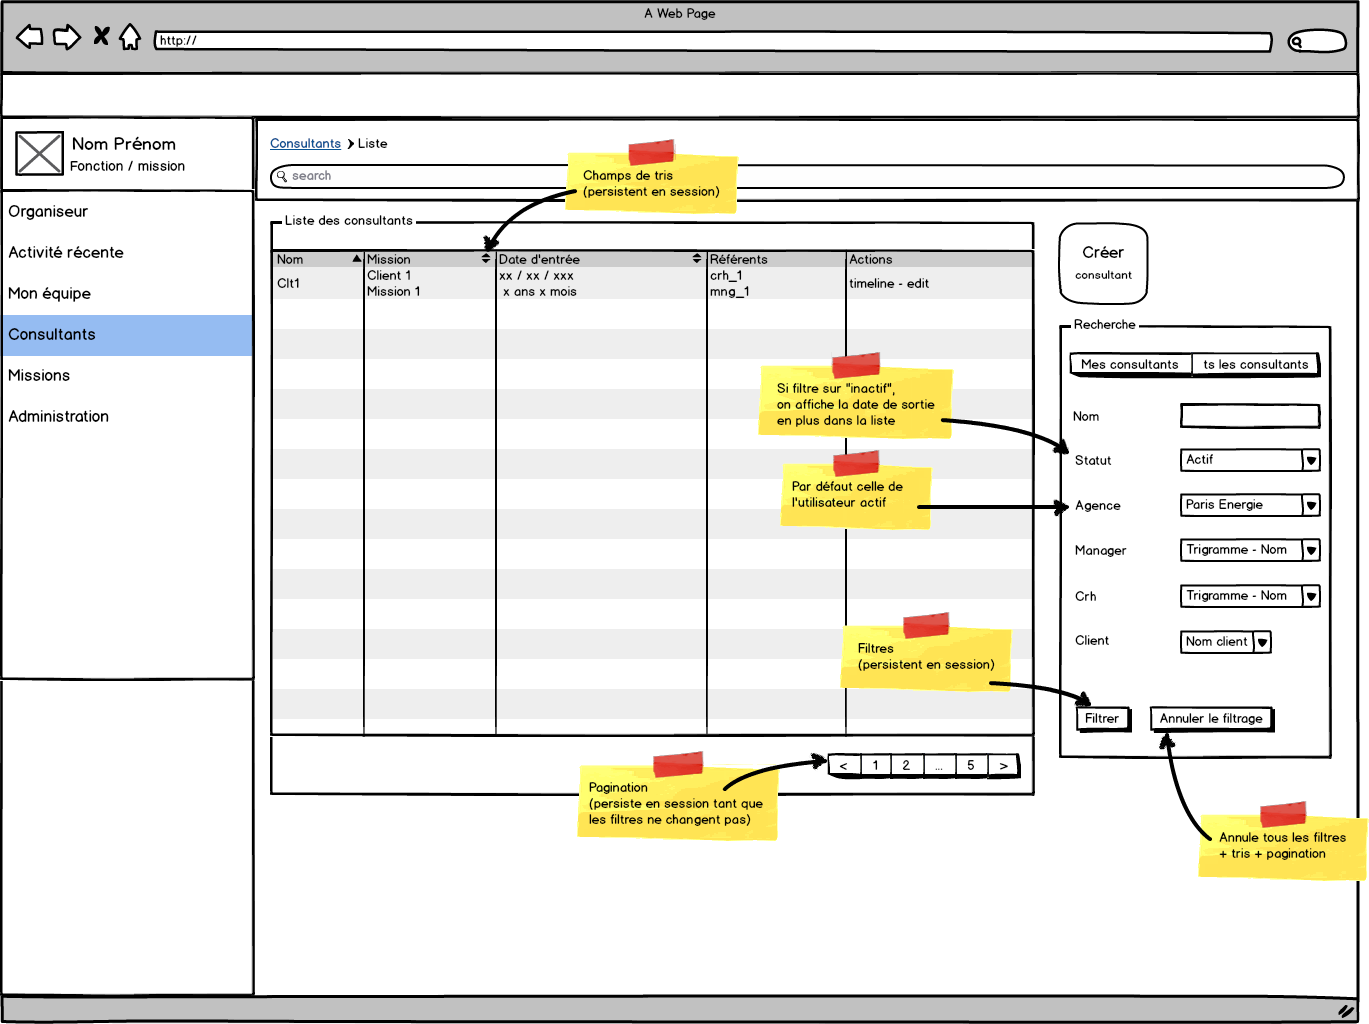 A Web Page
http://
Nom Prénom
Fonction / mission
Organiseur
Activité récente
Mon équipe
Consultants
Missions
Administration
Consultants > Liste
search
Champs de tris
(persistent en session)
Liste des consultants
Nom Mission Date d'entrée Référents Actions
Clt1
Client 1
Mission 1
xx / xx / xxx
x ans x mois
crh_1
mng_1
timeline - edit
Créer
consultant
Recherche
Mes consultants ts les consultants
Si filtre sur "inactif",
on affiche la date de sortie
en plus dans la liste
Nom
Statut Actif
Par défaut celle de
l'utilisateur actif
Agence Paris Energie
Manager Trigramme - Nom
Crh Trigramme - Nom
Client Nom client
Filtres
(persistent en session)
Filtrer Annuler le filtrage
Pagination
(persiste en session tant que
les filtres ne changent pas)
< 1 2 ... 5 >
Annule tous les filtres
+ tris + pagination